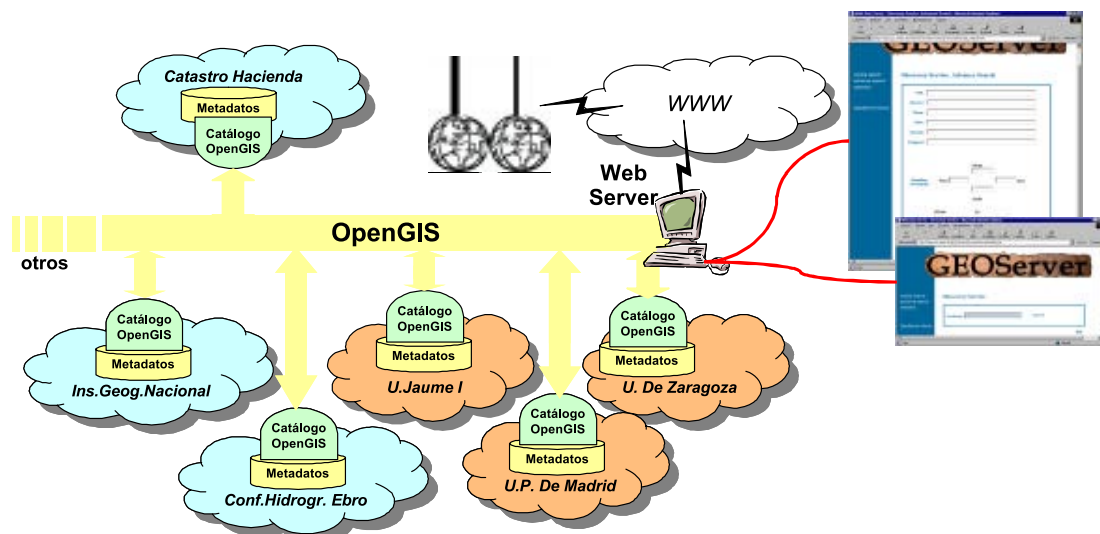 GEOServer
Catastro Hacienda
Metadatos
Catálogo
OpenGIS
WWW
Web
Server
OpenGIS
otros
GEOServer
Catálogo
OpenGIS
Metadatos
Ins.Geog.Nacional
Catálogo
OpenGIS
Metadatos
U.Jaume I
Catálogo
OpenGIS
Metadatos
U. De Zaragoza
Catálogo
OpenGIS
Metadatos
Conf.Hidrogr. Ebro
Catálogo
OpenGIS
Metadatos
U.P. De Madrid